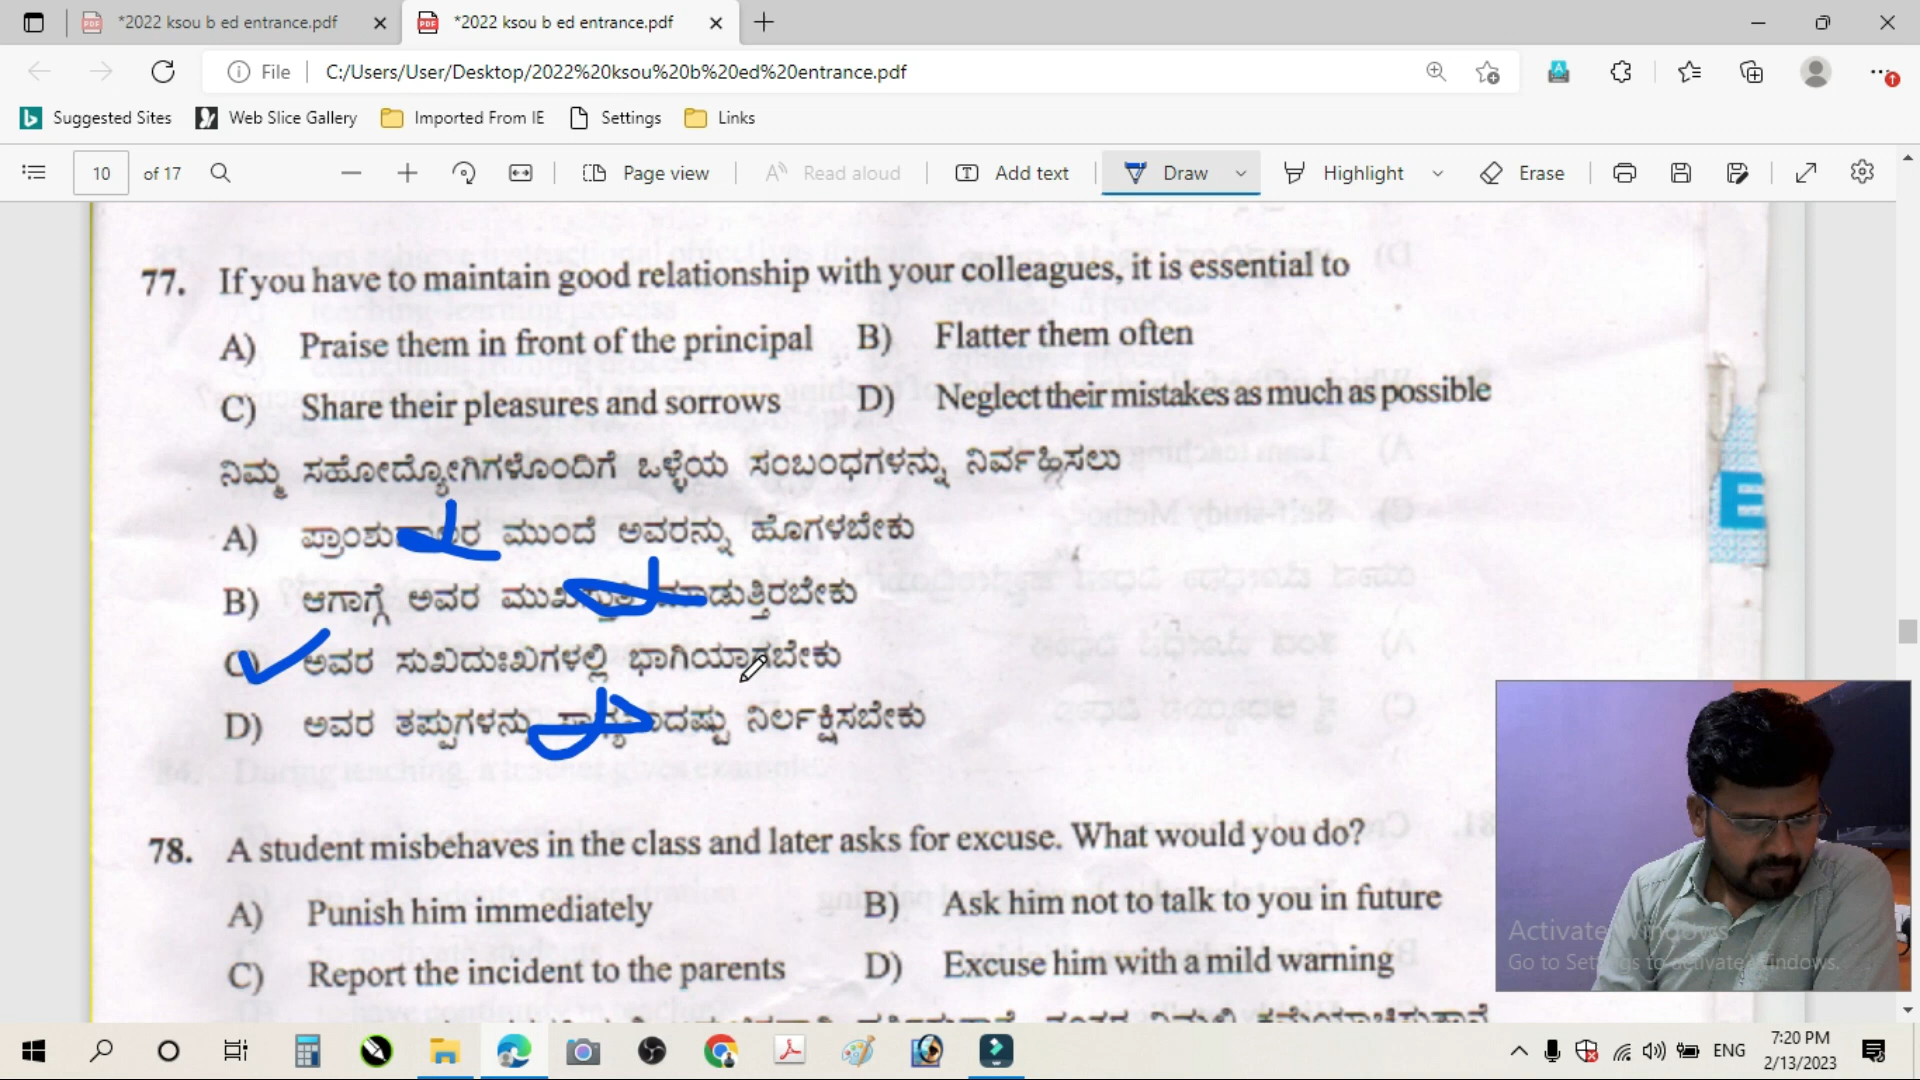 *2022 ksou b ed entrance.pdf
*2022 ksou b ed entrance.pdf
File
C:/Users/User/Desktop/2022%20ksou%20b%20ed%20entrance.pdf
Suggested Sites
Web Slice Gallery
Imported From IE
Settings
Links
10 of 17
Page view
Read aloud
Add text
Draw
Highlight
Erase
77. If you have to maintain good relationship with your colleagues, it is essential to
A) Praise them in front of the principal B) Flatter them often
C) Share their pleasures and sorrows D) Neglect their mistakes as much as possible
ನಿಮ್ಮ ಸಹೋದ್ಯೋಗಿಗಳೊಂದಿಗೆ ಒಳ್ಳೆಯ ಸಂಬಂಧಗಳನ್ನು ನಿರ್ವಹಿಸಲು
A) ಮುಂದೆ ಅವರನ್ನು ಹೊಗಳಬೇಕು
B) ಆಗಾಗ್ಗೆ ಅವರ
C) ಅವರ ಸುಖದುಃಖಗಳಲ್ಲಿ ಭಾಗಿಯಾಗಬೇಕು
D) ಅವರ ತಪ್ಪುಗಳನ್ನು ನಿರ್ಲಕ್ಷಿಸಬೇಕು
78. A student misbehaves in the class and later asks for excuse. What would you do?
A) Punish him immediately B) Ask him not to talk to you in future
C) Report the incident to the parents D) Excuse him with a mild warning
E
Activate Windows
Go to Settings to activate Windows.
ENG
7:20 PM
2/13/2023